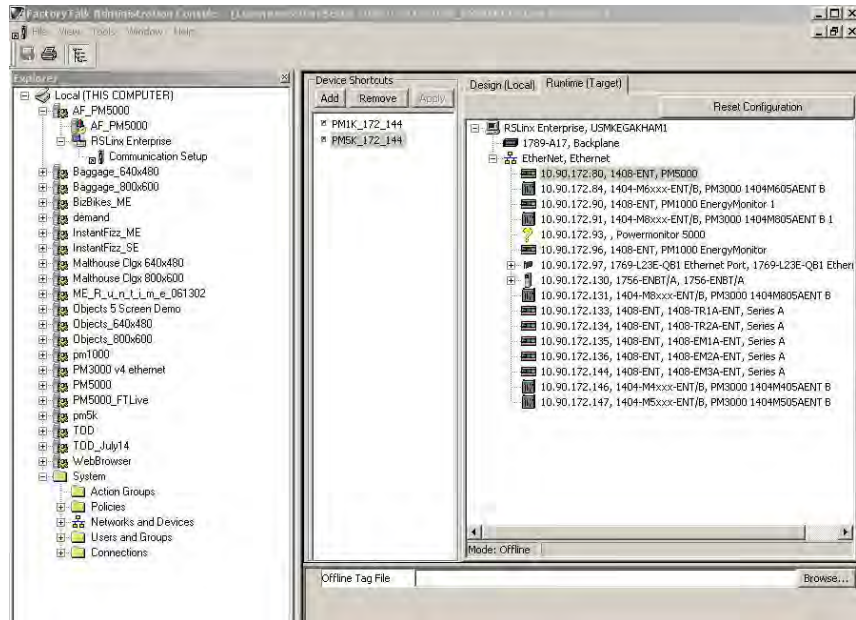 FactoryTalk Administration Console
File View Tools Window Help
Explorer
Local (THIS COMPUTER)
AF_PM5000
AF_PM5000
RSLinx Enterprise
Communication Setup
Baggage_640x480
Baggage_800x600
BizBikes_ME
demand
InstantFizz_ME
InstantFizz_SE
Malthouse Clgx 640x480
Malthouse Clgx 800x600
ME_R_u_n_t_i_m_e_061302
Objects 5 Screen Demo
Objects_640x480
Objects_800x600
pm1000
PM3000 v4 ethernet
PM5000
PM5000_FTLive
pm5k
TOD
TOD_July14
WebBrowser
System
Action Groups
Policies
Networks and Devices
Users and Groups
Connections
Device Shortcuts
Add Remove Apply
PM1K_172_144
PM5K_172_144
Design (Local) Runtime (Target)
Reset Configuration
RSLinx Enterprise, USMKEGAKHAM1
1789-A17, Backplane
EtherNet, Ethernet
10.90.172.80, 1408-ENT, PM5000
10.90.172.84, 1404-M6xxx-ENT/B, PM3000 1404M605AENT B
10.90.172.90, 1408-ENT, PM1000 EnergyMonitor 1
10.90.172.91, 1404-M8xxx-ENT/B, PM3000 1404M805AENT B 1
10.90.172.93, , Powermonitor 5000
10.90.172.96, 1408-ENT, PM1000 EnergyMonitor
10.90.172.97, 1769-L23E-QB1 Ethernet Port, 1769-L23E-QB1 Ethern
10.90.172.130, 1756-ENBT/A, 1756-ENBT/A
10.90.172.131, 1404-M8xxx-ENT/B, PM3000 1404M805AENT B
10.90.172.133, 1408-ENT, 1408-TR1A-ENT, Series A
10.90.172.134, 1408-ENT, 1408-TR2A-ENT, Series A
10.90.172.135, 1408-ENT, 1408-EM1A-ENT, Series A
10.90.172.136, 1408-ENT, 1408-EM2A-ENT, Series A
10.90.172.144, 1408-ENT, 1408-EM3A-ENT, Series A
10.90.172.146, 1404-M4xxx-ENT/B, PM3000 1404M405AENT B
10.90.172.147, 1404-M5xxx-ENT/B, PM3000 1404M505AENT B
Mode: Offline
Offline Tag File
Browse...